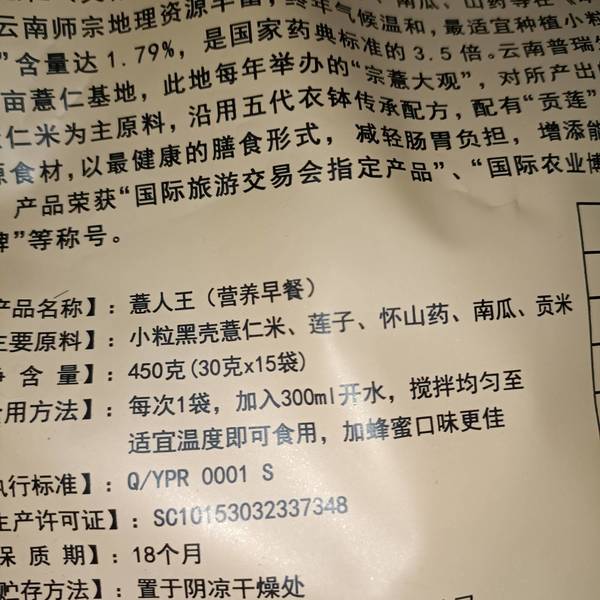 云南师宗地理资源丰富，终年气候温和，最适宜种植小粒
”含量达1.79%，是国家药典标准的3.5倍。云南普瑞
亩薏仁基地，此地每年举办的“宗薏大观”，对所产出
仁米为主原料，沿用五代衣钵传承配方，配有“贡莲”
食材，以最健康的膳食形式，减轻肠胃负担，增添能
产品荣获“国际旅游交易会指定产品”、“国际农业博
牌”等称号。
产品名称】：薏人王（营养早餐）
主要原料】：小粒黑壳薏仁米、莲子、怀山药、南瓜、贡米
净 含 量】：450克(30克x15袋)
食用方法】：每次1袋，加入300ml开水，搅拌均匀至
适宜温度即可食用，加蜂蜜口味更佳
执行标准】：Q/YPR 0001 S
生产许可证】：SC10153032337348
保 质 期】：18个月
贮存方法】：置于阴凉干燥处